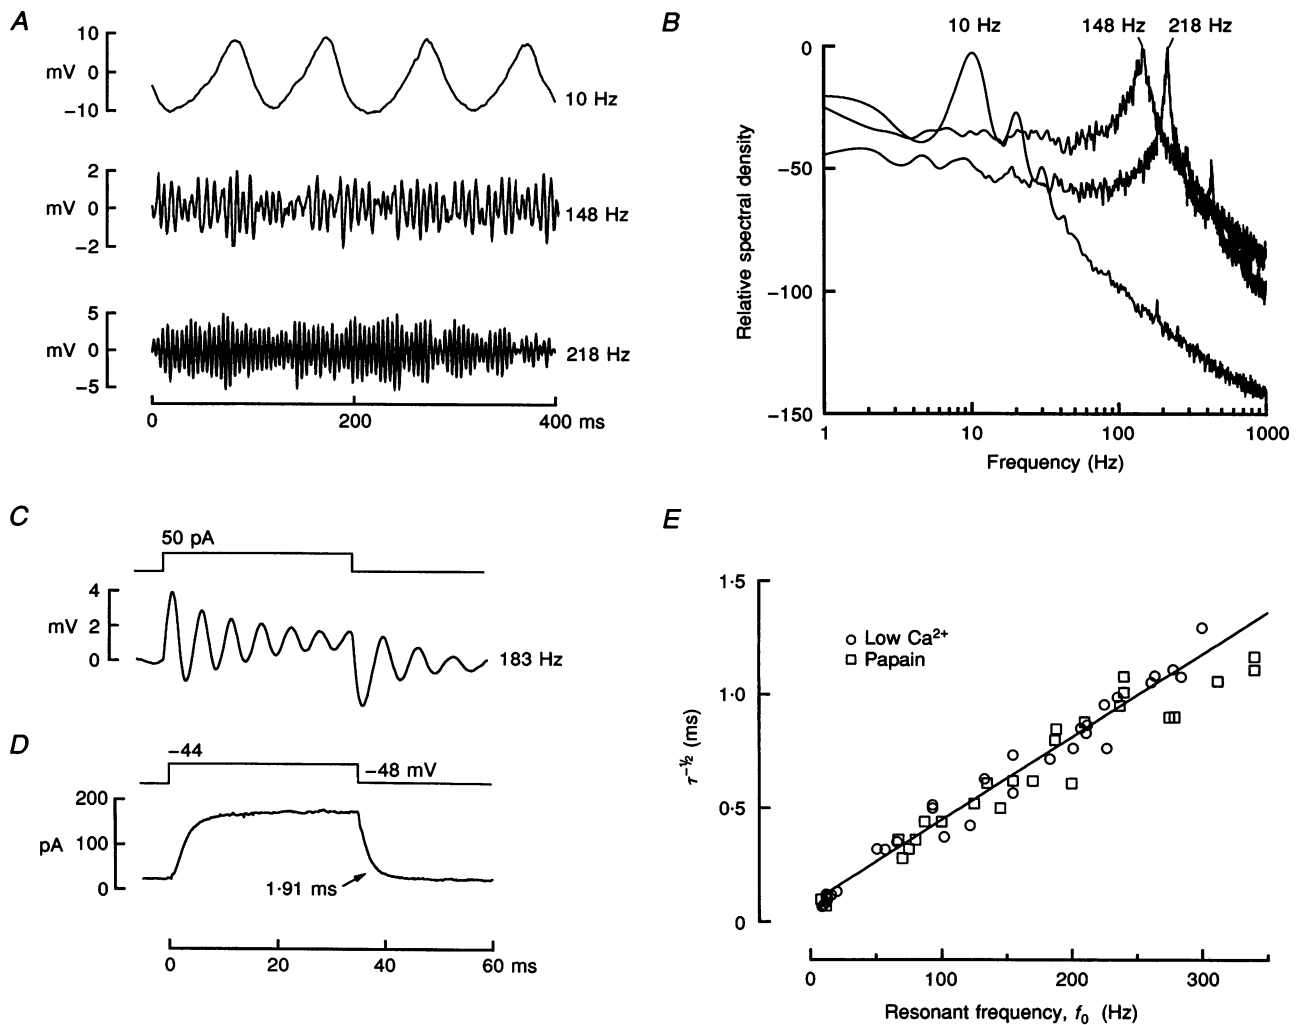 A
10
mV 0
−10
10 Hz
2
mV 0
−2
148 Hz
5
mV 0
−5
218 Hz
0 200 400 ms
B
10 Hz 148 Hz 218 Hz
0
−50
−100
−150
Relative spectral density
1 10 100 1000
Frequency (Hz)
C
50 pA
4
mV 2
0
183 Hz
D
−44
−48 mV
200
pA 100
0
1·91 ms
0 20 40 60 ms
E
1·5
1·0
0·5
0
τ^−½ (ms)
Low Ca²⁺
Papain
0 100 200 300
Resonant frequency, f₀ (Hz)